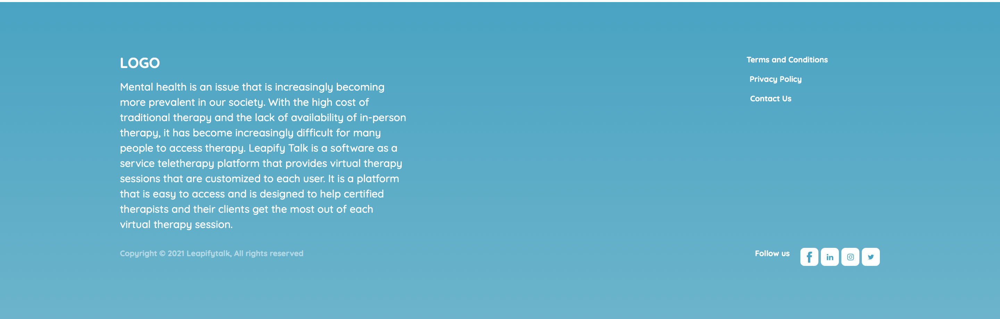 LOGO
Mental health is an issue that is increasingly becoming
more prevalent in our society. With the high cost of
traditional therapy and the lack of availability of in-person
therapy, it has become increasingly difficult for many
people to access therapy. Leapify Talk is a software as a
service teletherapy platform that provides virtual therapy
sessions that are customized to each user. It is a platform
that is easy to access and is designed to help certified
therapists and their clients get the most out of each
virtual therapy session.
Copyright © 2021 Leapifytalk, All rights reserved
Terms and Conditions
Privacy Policy
Contact Us
Follow us